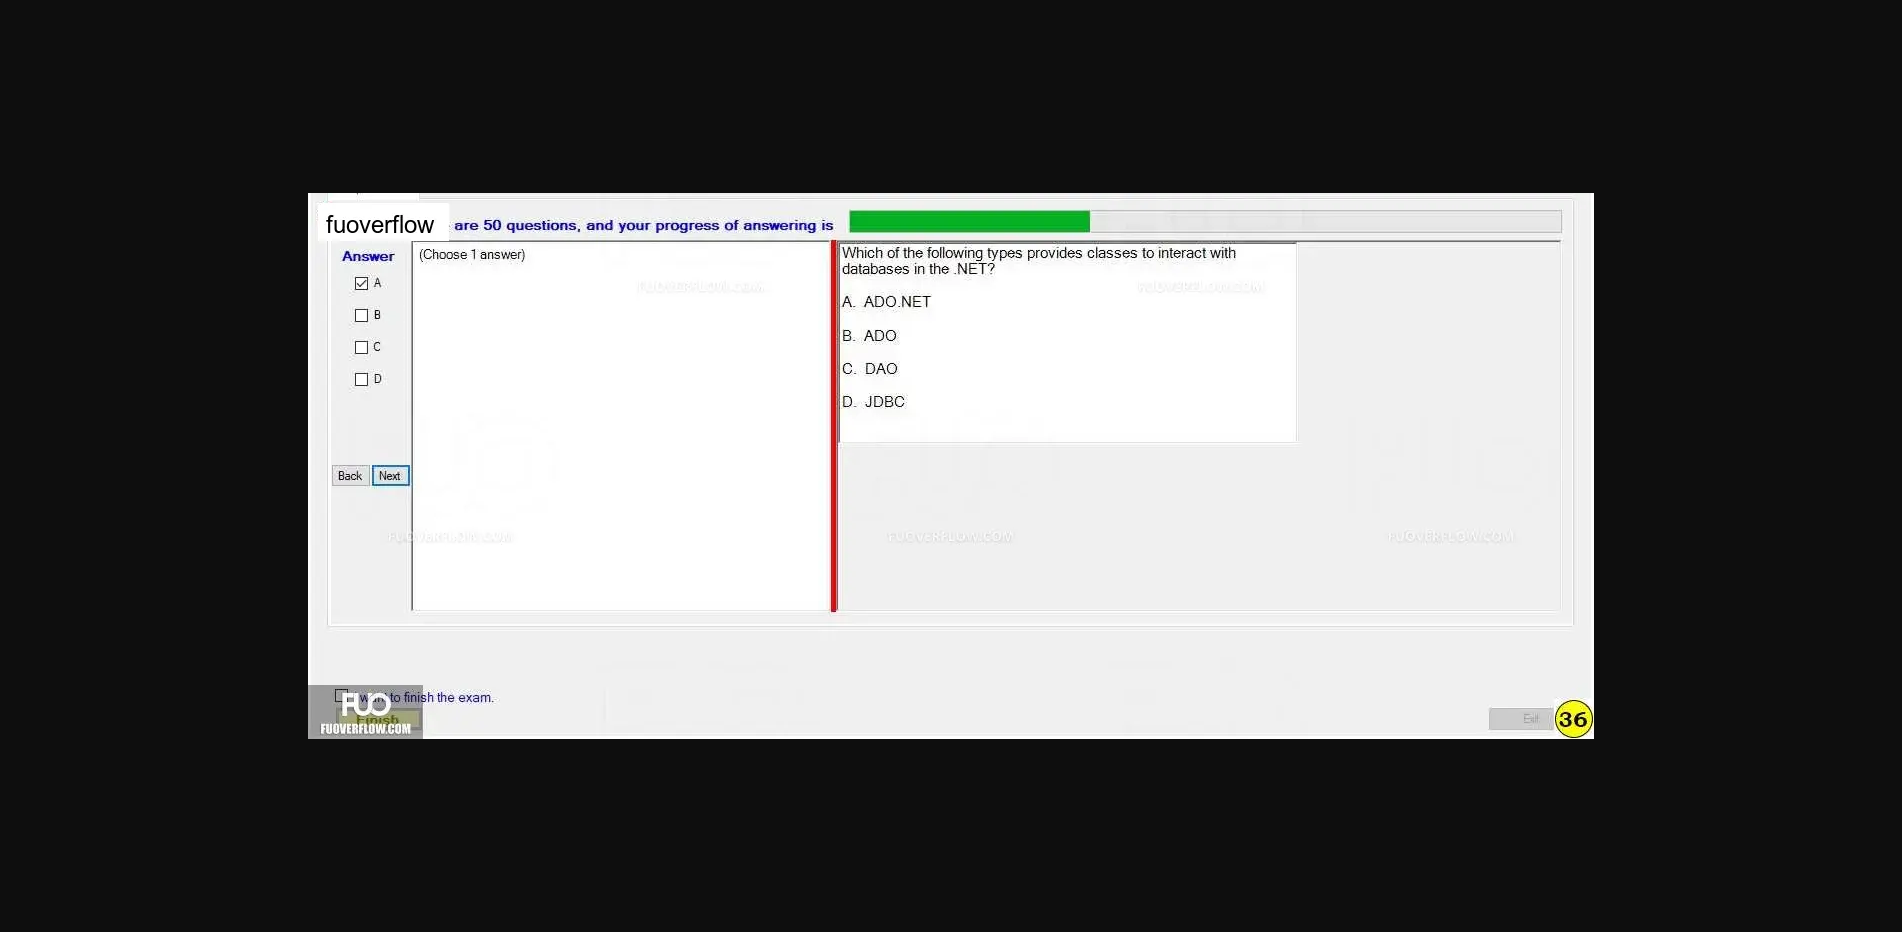 fuoverflow are 50 questions, and your progress of answering is
Answer
A
B
C
D
Back Next
(Choose 1 answer)
Which of the following types provides classes to interact with
databases in the .NET?
A. ADO.NET
B. ADO
C. DAO
D. JDBC
FUOVERFLOW.COM
FUOVERFLOW.COM
FUOVERFLOW.COM
FUOVERFLOW.COM
FUOVERFLOW.COM
I want to finish the exam.
Finish
FUO
FUOVERFLOW.COM
Exit
36